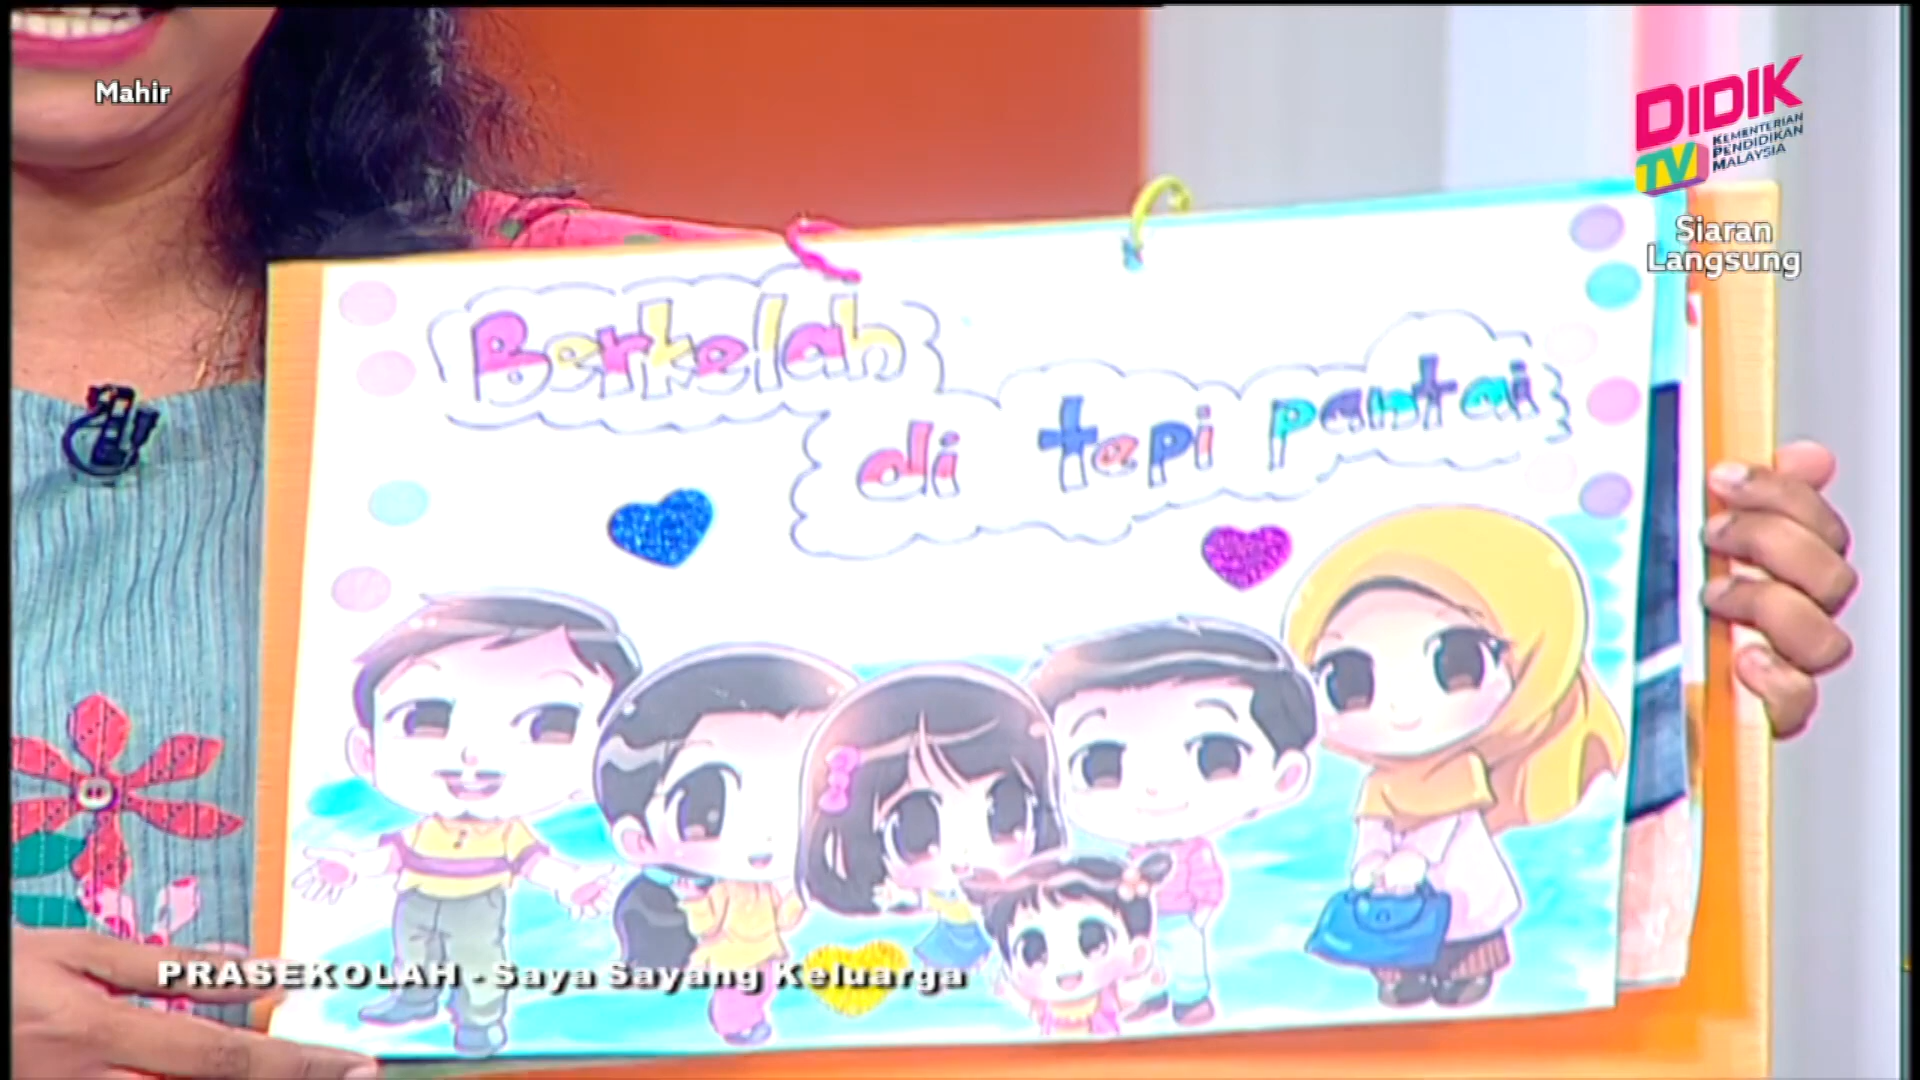 Mahir
DIDIK
TV
KEMENTERIAN
PENDIDIKAN
MALAYSIA
Siaran
Langsung
Berkelah
di tepi pantai
PRASEKOLAH - Saya Sayang Keluarga